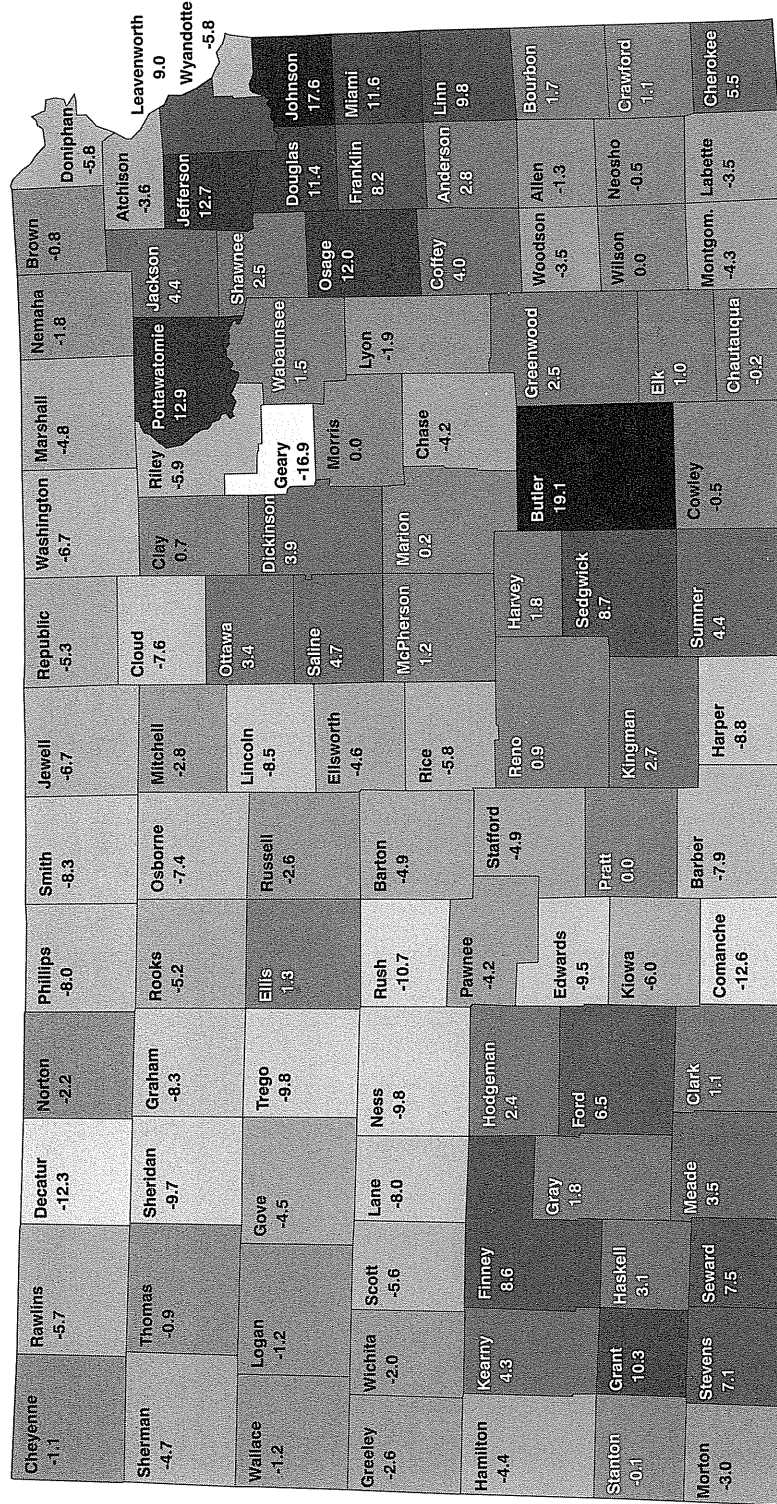 Cheyenne
-1.1
Rawlins
-5.7
Decatur
-12.3
Norton
-2.2
Phillips
-8.0
Smith
-8.3
Jewell
-6.7
Republic
-5.3
Washington
-6.7
Marshall
-4.8
Nemaha
-1.8
Brown
-0.8
Doniphan
-5.8
Sherman
-4.7
Thomas
-0.9
Sheridan
-9.7
Graham
-8.3
Rooks
-5.2
Osborne
-7.4
Mitchell
-2.8
Cloud
-7.6
Clay
0.7
Riley
-5.9
Pottawatomie
12.9
Jackson
4.4
Atchison
-3.6
Jefferson
12.7
Leavenworth
9.0
Wyandotte
-5.8
Wallace
-1.2
Logan
-1.2
Gove
-4.5
Trego
-9.8
Ellis
1.3
Russell
-2.6
Lincoln
-8.5
Ottawa
3.4
Saline
4.7
Dickinson
3.9
Geary
-16.9
Wabaunsee
1.5
Shawnee
2.5
Douglas
11.4
Johnson
17.6
Greeley
-2.6
Wichita
-2.0
Scott
-5.6
Lane
-8.0
Ness
-9.8
Rush
-10.7
Barton
-4.9
Ellsworth
-4.6
Rice
-5.8
McPherson
1.2
Marion
0.2
Morris
0.0
Chase
-4.2
Lyon
-1.9
Osage
12.0
Coffey
4.0
Franklin
8.2
Anderson
2.8
Miami
11.6
Linn
9.8
Hamilton
-4.4
Kearny
4.3
Finney
8.6
Hodgeman
2.4
Pawnee
-4.2
Edwards
-9.5
Stafford
-4.9
Reno
0.9
Harvey
1.8
Sedgwick
8.7
Butler
19.1
Greenwood
2.5
Woodson
-3.5
Allen
-1.3
Bourbon
1.7
Stanton
-0.1
Grant
10.3
Haskell
3.1
Gray
1.8
Ford
6.5
Kiowa
-6.0
Pratt
0.0
Kingman
2.7
Elk
1.0
Wilson
0.0
Neosho
-0.5
Crawford
1.1
Morton
-3.0
Stevens
7.1
Seward
7.5
Meade
3.5
Clark
1.1
Comanche
-12.6
Barber
-7.9
Harper
-8.8
Sumner
4.4
Cowley
-0.5
Chautauqua
-0.2
Montgom.
-4.3
Labette
-3.5
Cherokee
5.5